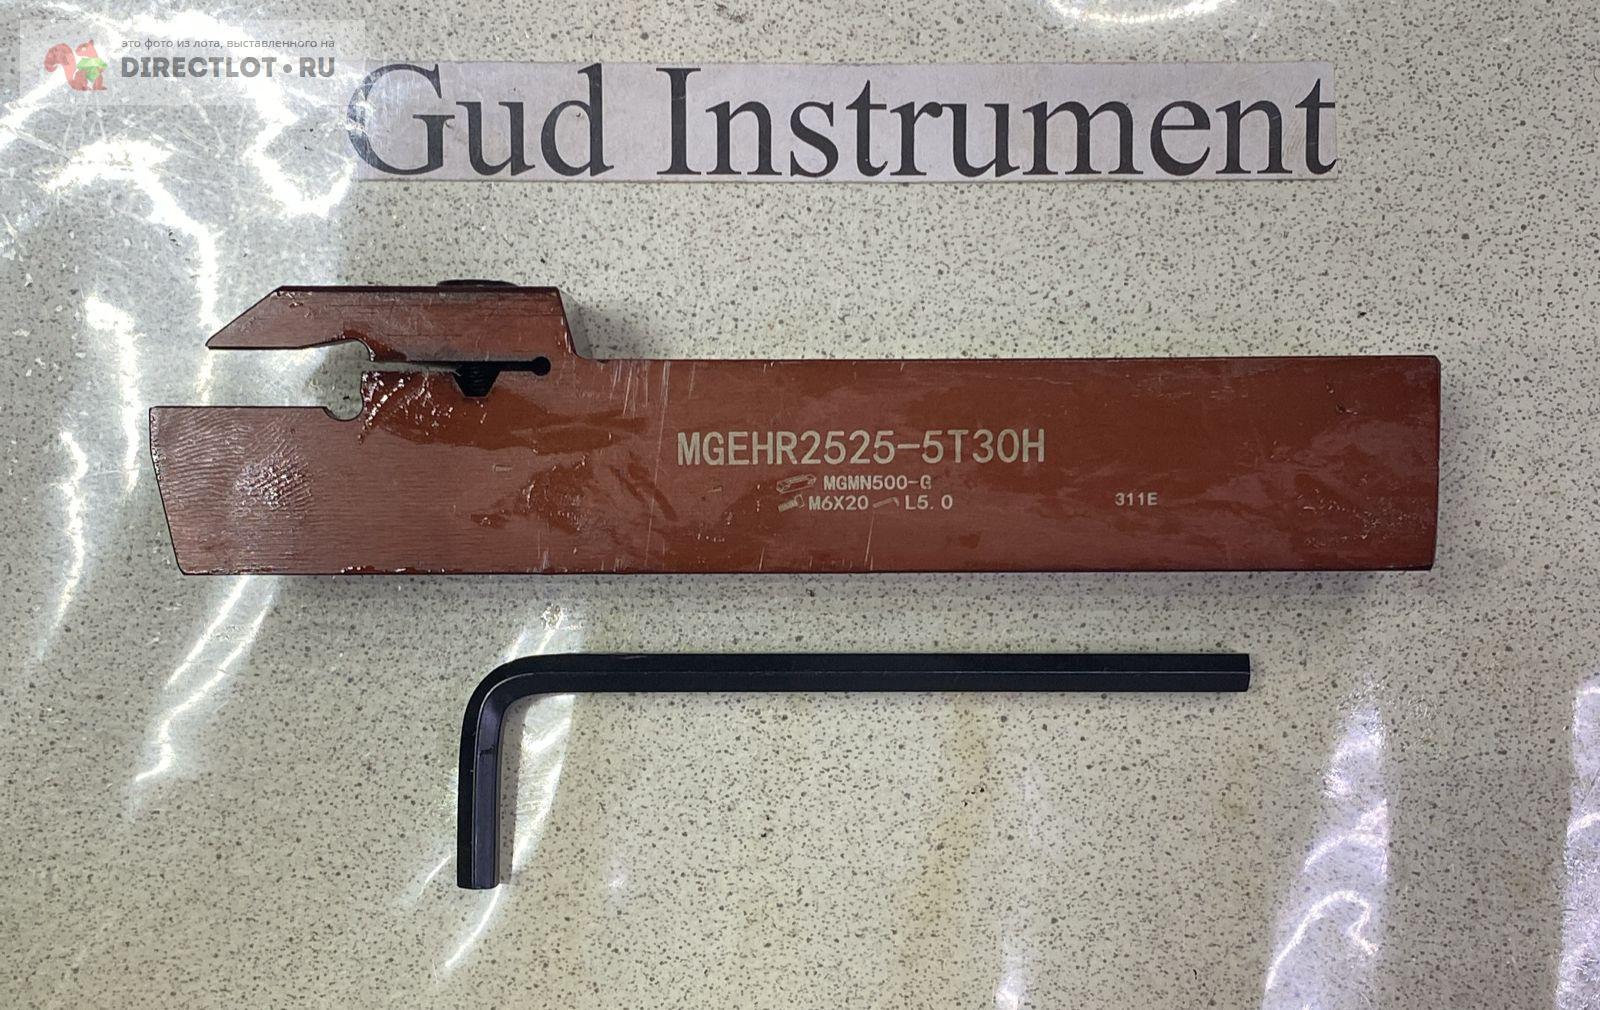 это фото из лота, выставленного на
DIRECTLOT•RU
Gud Instrument
MGEHR2525-5T30H
MGMN500-G
M6X20 L5.0
311E